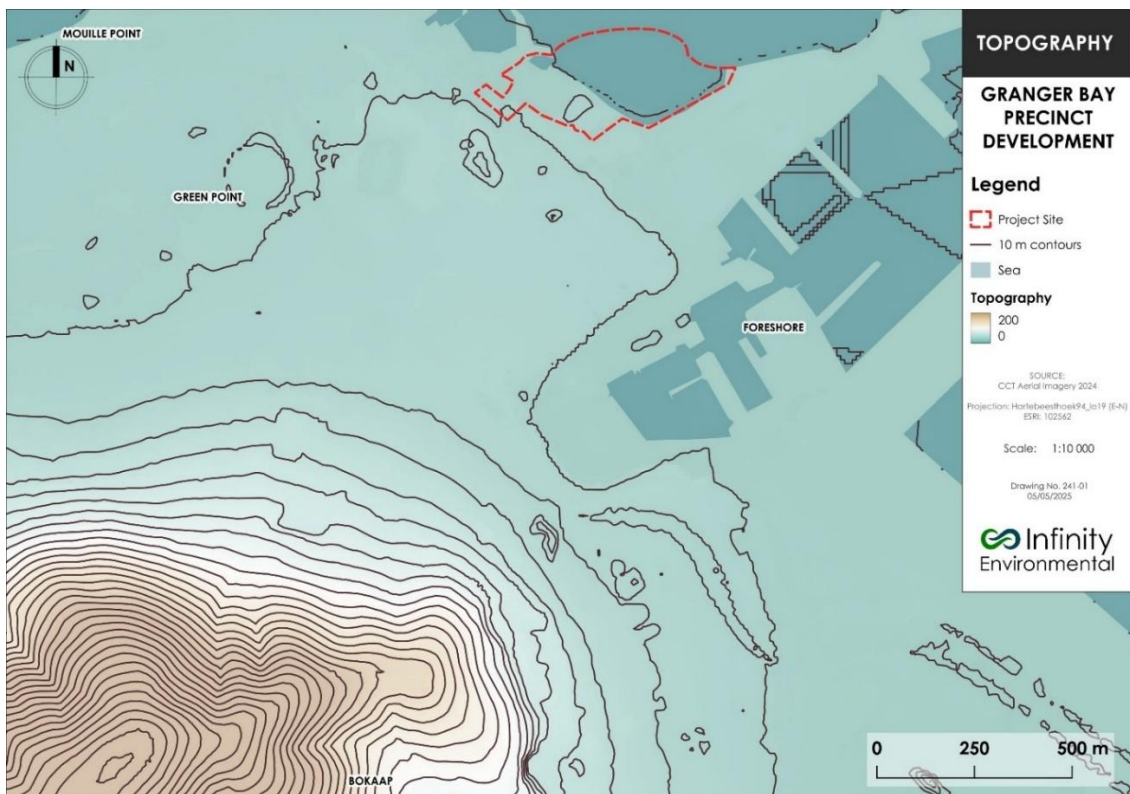 MOUILLE POINT
N
GREEN POINT
FORESHORE
BOKAAP
0 250 500 m
TOPOGRAPHY
GRANGER BAY
PRECINCT
DEVELOPMENT
Legend
Project Site
10 m contours
Sea
Topography
200
0
SOURCE:
CCT Aerial Imagery 2024
Projection: Hartebeesthoek94_lo19 (E-N)
ESRI: 102562
Scale: 1:10 000
Drawing No. 241-01
05/05/2025
Infinity
Environmental